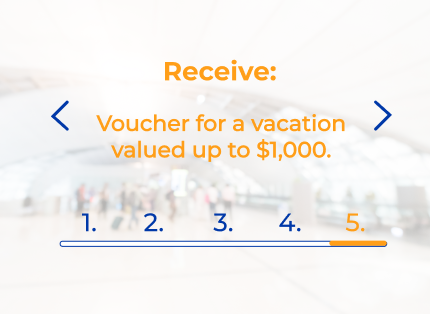 Receive:
Voucher for a vacation
valued up to $1,000.
1. 2. 3. 4. 5.